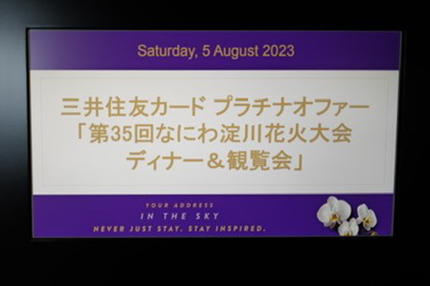 Saturday, 5 August 2023
三井住友カード プラチナオファー
「第35回なにわ淀川花火大会
ディナー＆観覧会」
YOUR ADDRESS
IN THE SKY
NEVER JUST STAY. STAY INSPIRED.